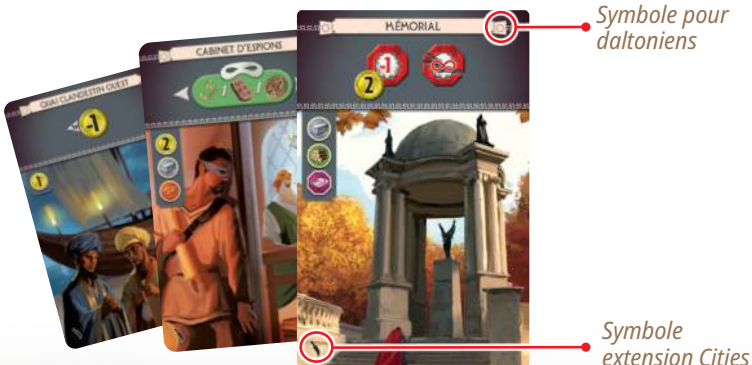 MÉMORIAL
Symbole pour
daltoniens
CABINET D'ESPIONS
-1
2
QUAI CLANDESTIN OUEST
-1
2
1
Symbole
extension Cities